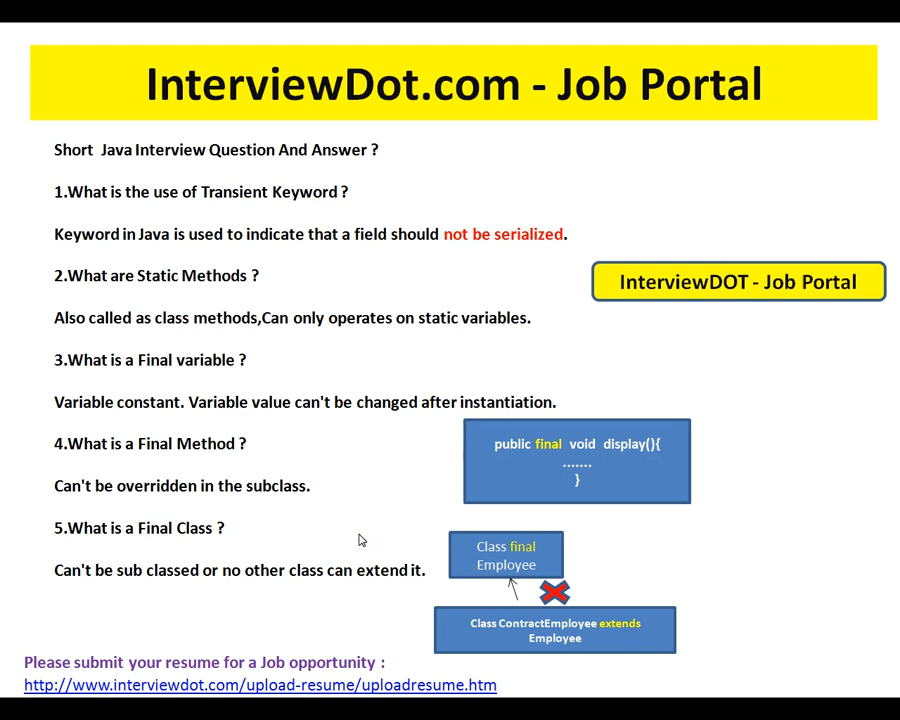 InterviewDot.com - Job Portal
Short Java Interview Question And Answer ?
1.What is the use of Transient Keyword ?
Keyword in Java is used to indicate that a field should not be serialized.
2.What are Static Methods ?
InterviewDOT - Job Portal
Also called as class methods,Can only operates on static variables.
3.What is a Final variable ?
Variable constant. Variable value can't be changed after instantiation.
4.What is a Final Method ?
public final void display(){
.......
}
Can't be overridden in the subclass.
5.What is a Final Class ?
Class final
Employee
Can't be sub classed or no other class can extend it.
Class ContractEmployee extends
Employee
Please submit your resume for a Job opportunity :
http://www.interviewdot.com/upload-resume/uploadresume.htm